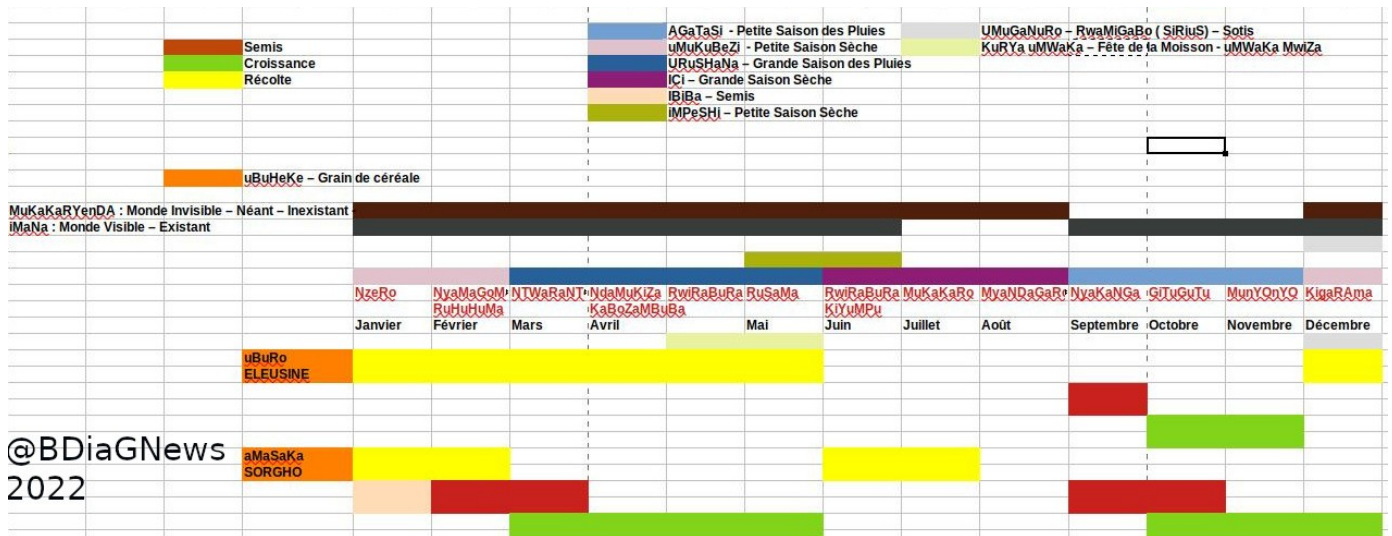 AGaTaSi - Petite Saison des Pluies
UMuGaNuRo – RwaMiGaBo ( SiRiuS) – Sotis
Semis
uMuKuBeZi - Petite Saison Sèche
KuRYa uMWaKa – Fête de la Moisson - uMWaKa MwiZa
Croissance
URuSHaNa – Grande Saison des Pluies
Récolte
ICi – Grande Saison Sèche
IBiBa – Semis
iMPeSHi – Petite Saison Sèche
uBuHeKe – Grain de céréale
MuKaKaRYenDA : Monde Invisible – Néant – Inexistant -
iMaNa : Monde Visible – Existant
NzeRo NyaMaGoM NTWaRaNT NdaMuKiZa RwiRaBuRa RuSaMa RwiRaBuRa MuKaKaRo MyaNDaGaR NyaKaNGa GiTuGuTu MunYOnYO KigaRAma
RuHuHuMa KaBoZaMBuBa KiYuMPu
Janvier Février Mars Avril Mai Juin Juillet Août Septembre Octobre Novembre Décembre
uBuRo
ELEUSINE
@BDiaGNews
2022
aMaSaKa
SORGHO